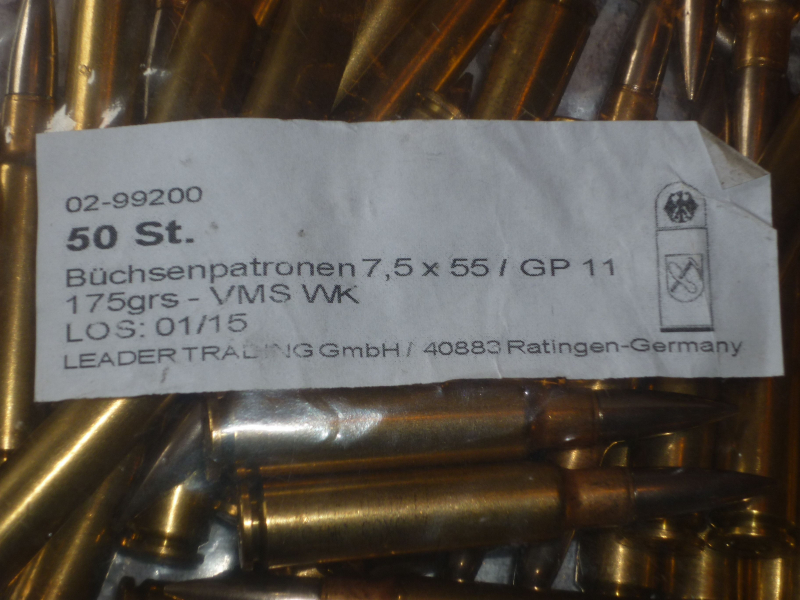 02-99200
50 St.
Büchsenpatronen 7,5 x 55 / GP 11
175grs - VMS WK
LOS: 01/15
LEADER TRADING GmbH / 40883 Ratingen-Germany